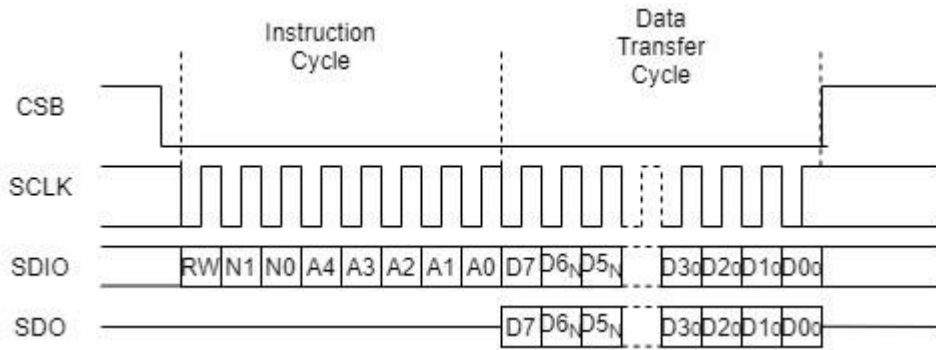 Instruction
Cycle
Data
Transfer
Cycle
CSB
SCLK
SDIO RW N1 N0 A4 A3 A2 A1 A0 D7 D6N D5N D30 D20 D10 D00
SDO D7 D6N D5N D30 D20 D10 D00